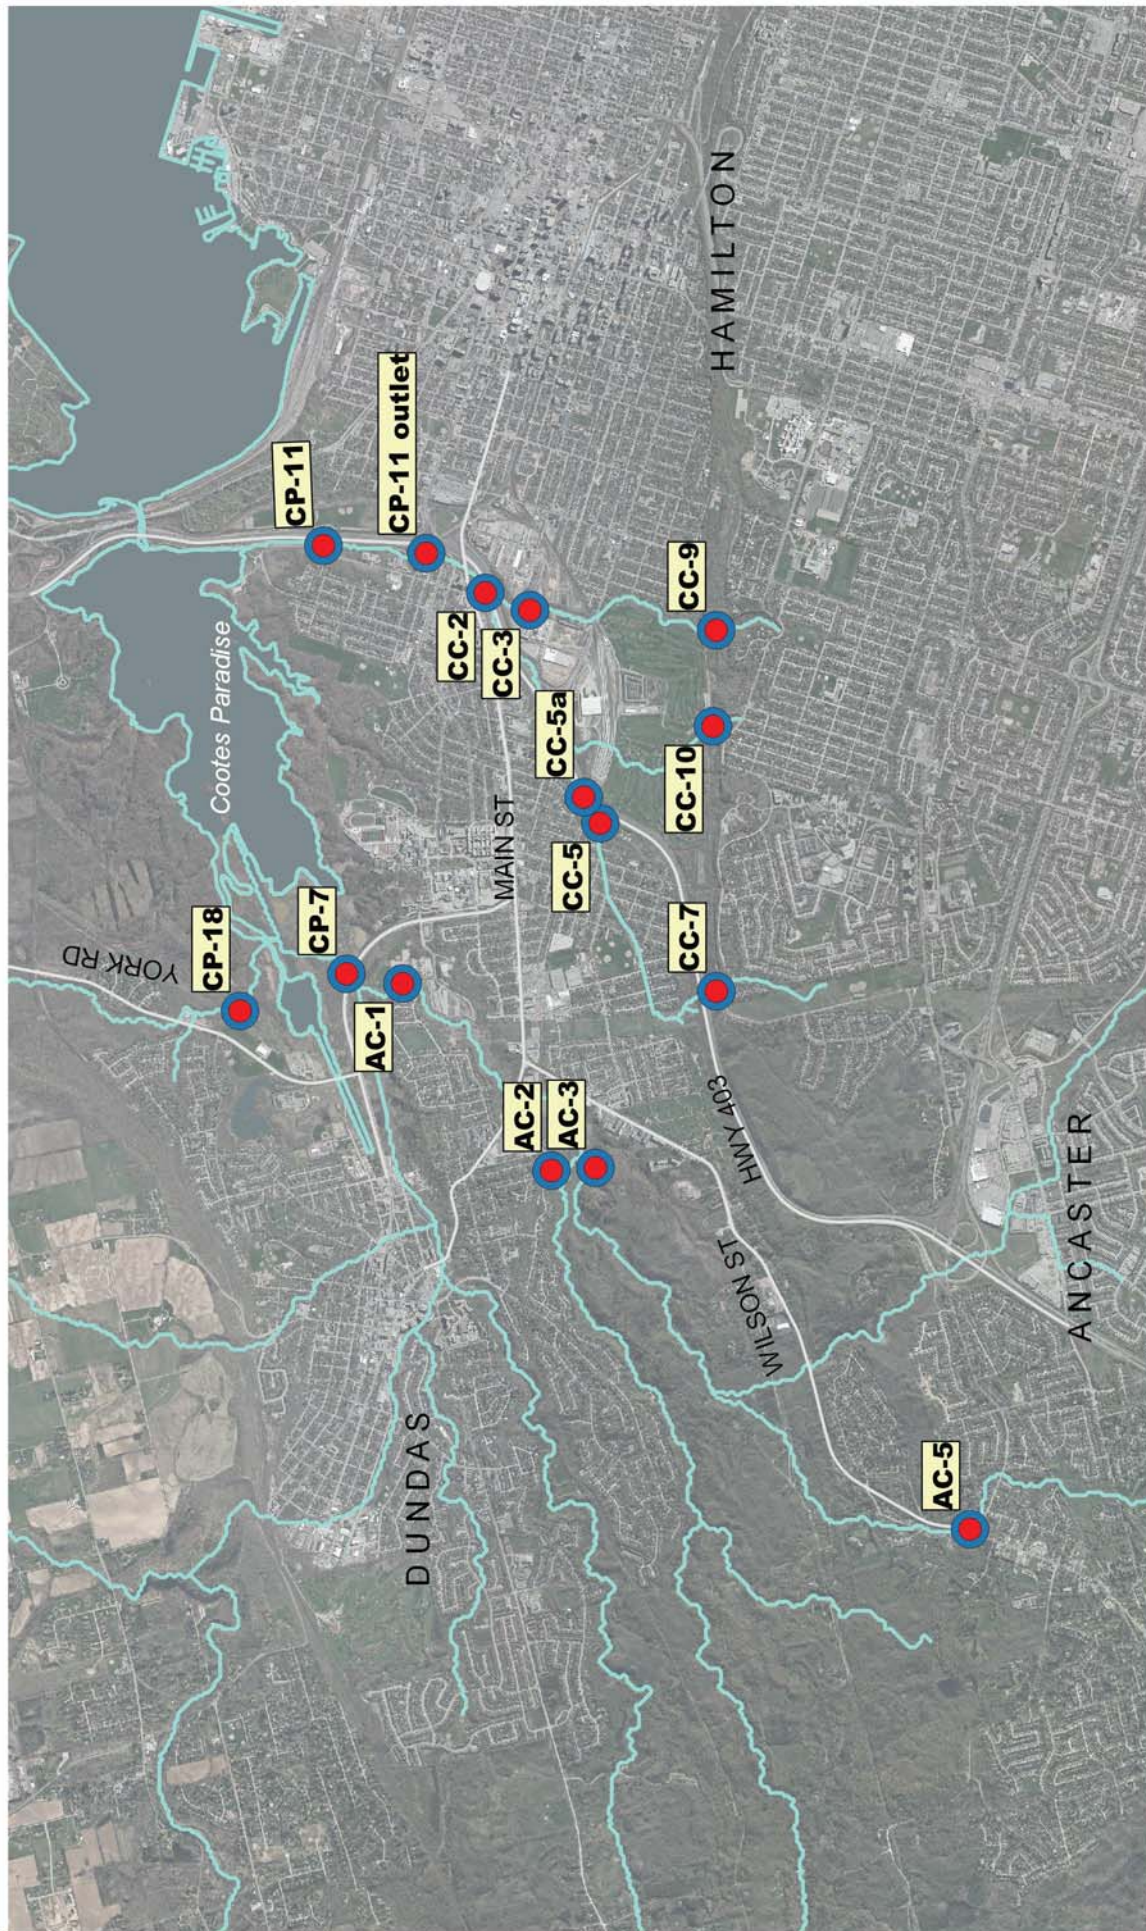 CP-11
CP-11 outlet
CC-2
CC-3
CC-9
CC-5a
CC-10
CC-5
CC-7
HAMILTON
Cootes Paradise
MAIN ST
CP-7
CP-18
YORK RD
AC-1
AC-2
AC-3
HWY 403
WILSON ST
ANCASTER
DUNDAS
AC-5